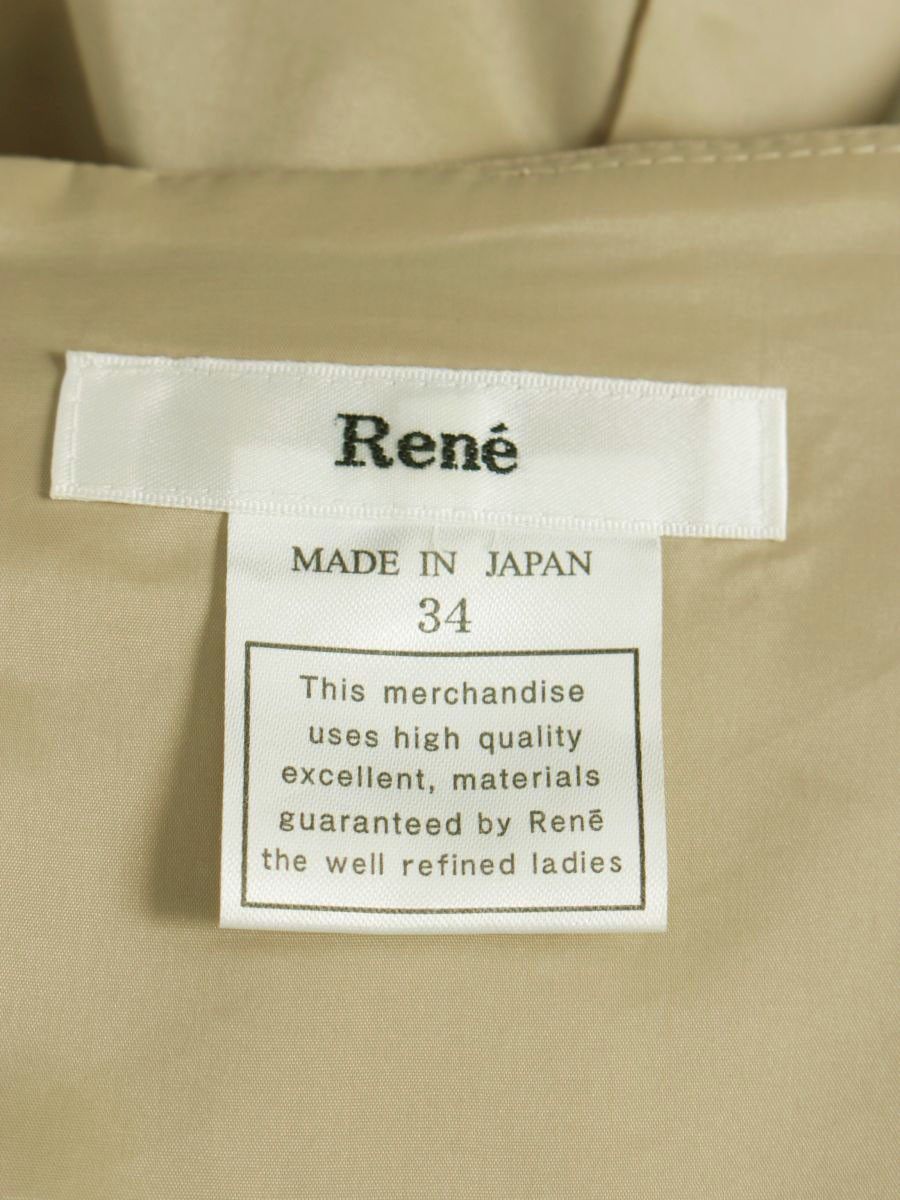 René
MADE IN JAPAN
34
This merchandise
uses high quality
excellent, materials
guaranteed by Renē
the well refined ladies